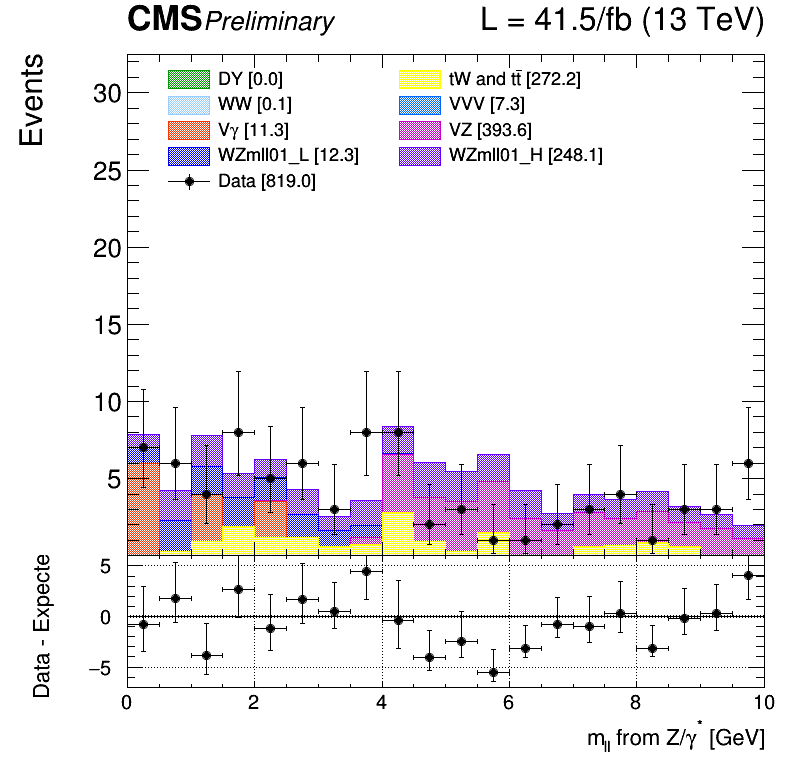 CMS Preliminary L = 41.5/fb (13 TeV)
Events
DY [0.0]
tW and tt̄ [272.2]
WW [0.1]
VVV [7.3]
Vγ [11.3]
VZ [393.6]
WZmll01_L [12.3]
WZmll01_H [248.1]
Data [819.0]
30
25
20
15
10
5
Data - Expecte
5
0
−5
0 2 4 6 8 10
m_ll from Z/γ* [GeV]